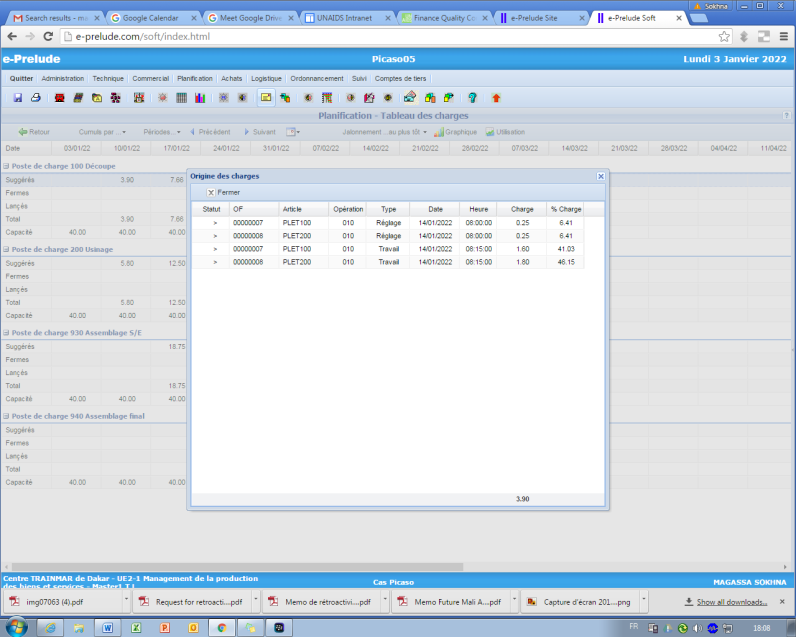 Sokhna
M Search results - ma
Google Calendar
Meet Google Drive
UNAIDS Intranet
Finance Quality Co
e-Prelude Site
e-Prelude Soft
e-prelude.com/soft/index.html
e-Prelude Picaso05 Lundi 3 Janvier 2022
Quitter Administration Technique Commercial Planification Achats Logistique Ordonnancement Suivi Comptes de tiers
Planification - Tableau des charges
Retour Cumuls par ... Périodes... Précédent Suivant Jalonnement ...au plus tôt Graphique Utilisation
Date 03/01/22 10/01/22 17/01/22 24/01/22 31/01/22 07/02/22 14/02/22 21/02/22 28/02/22 07/03/22 14/03/22 21/03/22 28/03/22 04/04/22 11/04/22
Poste de charge 100 Découpe
Suggérés 3.90 7.66
Fermes
Lancés
Total 3.90 7.66
Capacité 40.00 40.00 40.00
Poste de charge 200 Usinage
Suggérés 5.80 12.50
Fermes
Lancés
Total 5.80 12.50
Capacité 40.00 40.00 40.00
Poste de charge 930 Assemblage S/E
Suggérés 18.75
Fermes
Lancés
Total 18.75
Capacité 40.00 40.00 40.00
Poste de charge 940 Assemblage final
Suggérés
Fermes
Lancés
Total
Capacité 40.00 40.00 40.00
Origine des charges
Fermer
Statut OF Article Opération Type Date Heure Charge % Charge
> 00000007 PLET100 010 Réglage 14/01/2022 08:00:00 0.25 6.41
> 00000008 PLET200 010 Réglage 14/01/2022 08:00:00 0.25 6.41
> 00000007 PLET100 010 Travail 14/01/2022 08:15:00 1.60 41.03
> 00000008 PLET200 010 Travail 14/01/2022 08:15:00 1.80 46.15
3.90
Centre TRAINMAR de Dakar - UE2-1 Management de la production
des biens et services - Master1 T.L
Cas Picaso
MAGASSA SOKHNA
img07063 (4).pdf
Request for retroacti....pdf
Memo de rétroactivi....pdf
Memo Future Mali A....pdf
Capture d'écran 201....png
Show all downloads...
FR
18:08